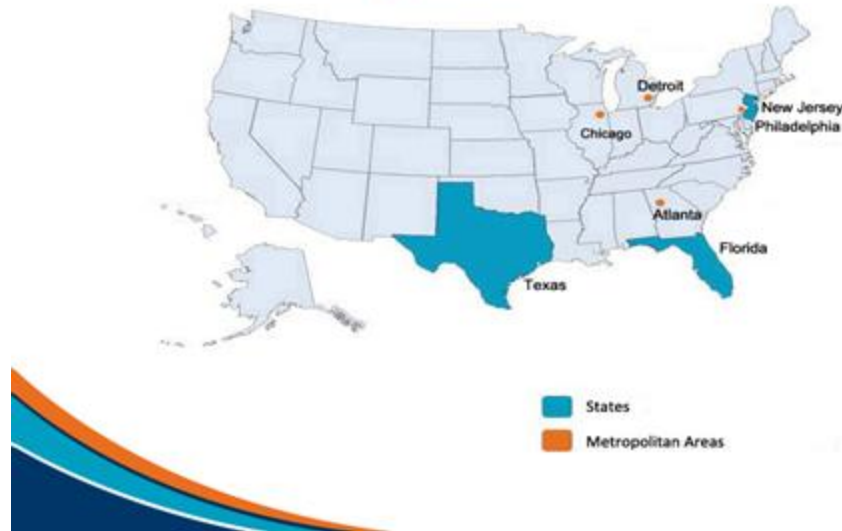 Detroit
New Jersey
Chicago
Philadelphia
Atlanta
Florida
Texas
States
Metropolitan Areas